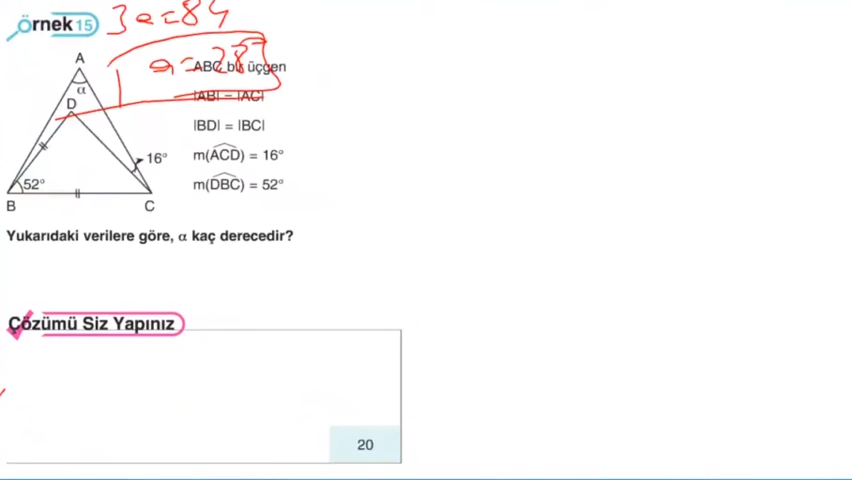 3a=84
örnek 15
a=28
A
ABC bir üçgen
α
D
|AB| = |AC|
|BD| = |BC|
16°
m(ACD) = 16°
52°
m(DBC) = 52°
B
C
Yukarıdaki verilere göre, α kaç derecedir?
Çözümü Siz Yapınız
20